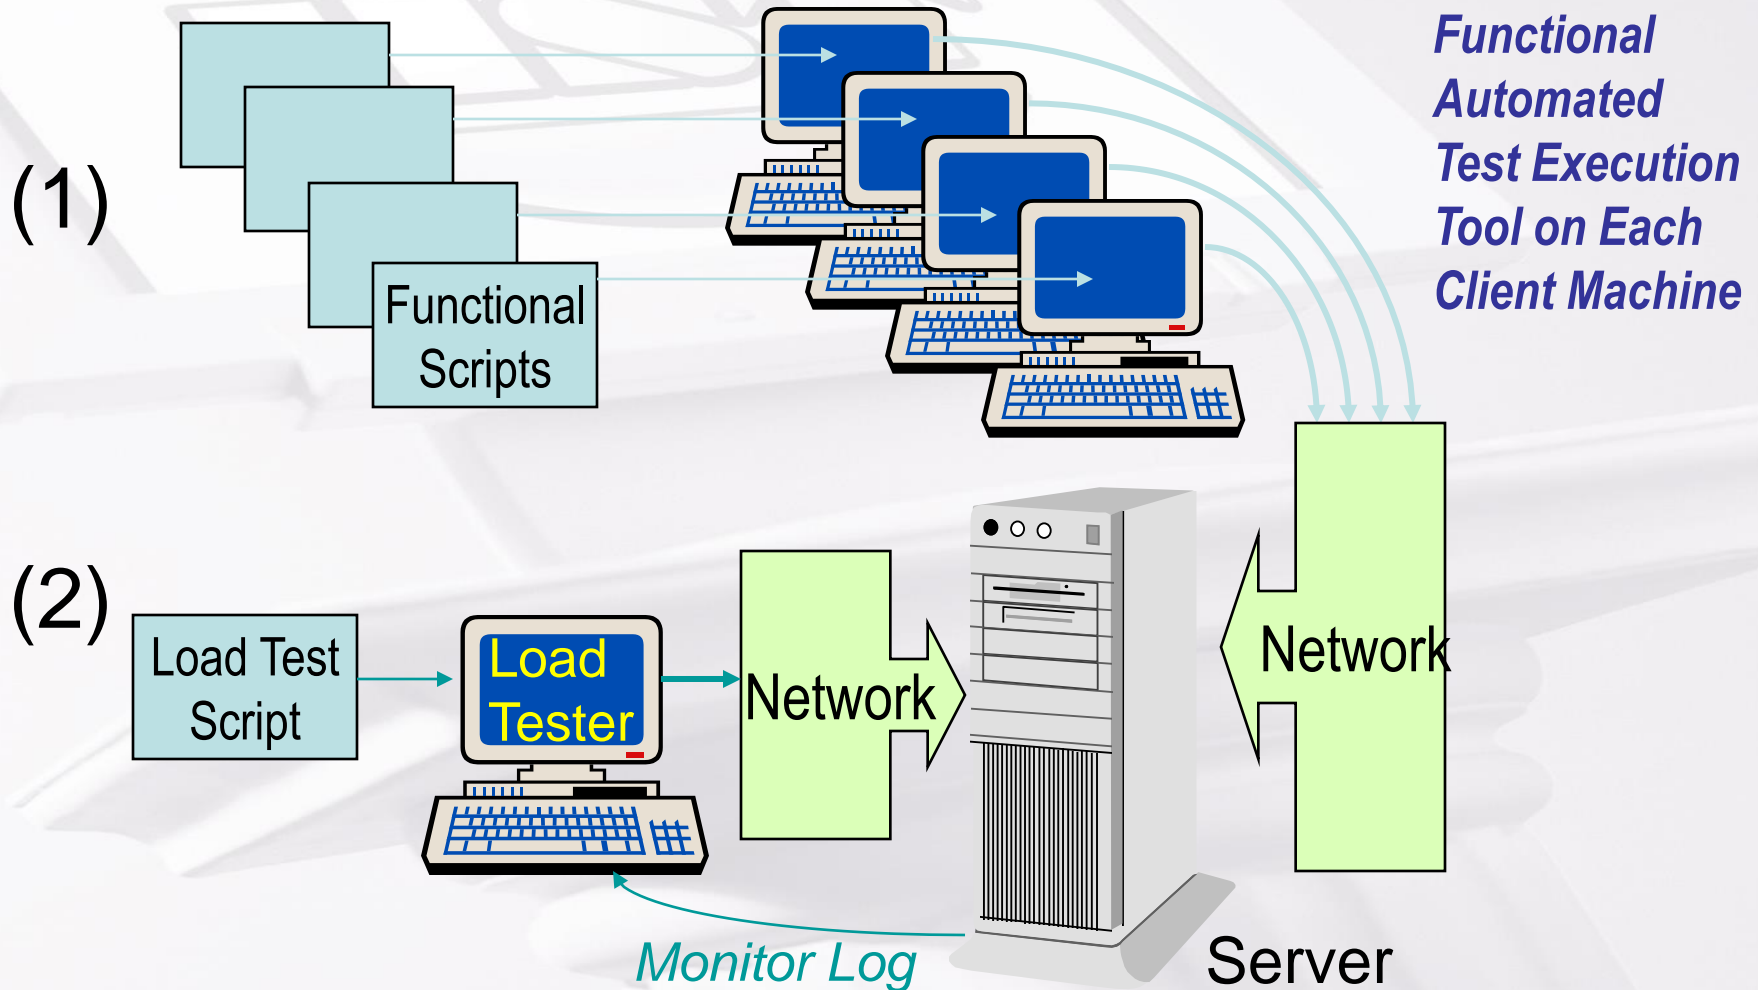 Functional
Automated
Test Execution
Tool on Each
Client Machine
(1)
Functional
Scripts
(2)
Load Test
Script
Load
Tester
Network
Network
Monitor Log
Server